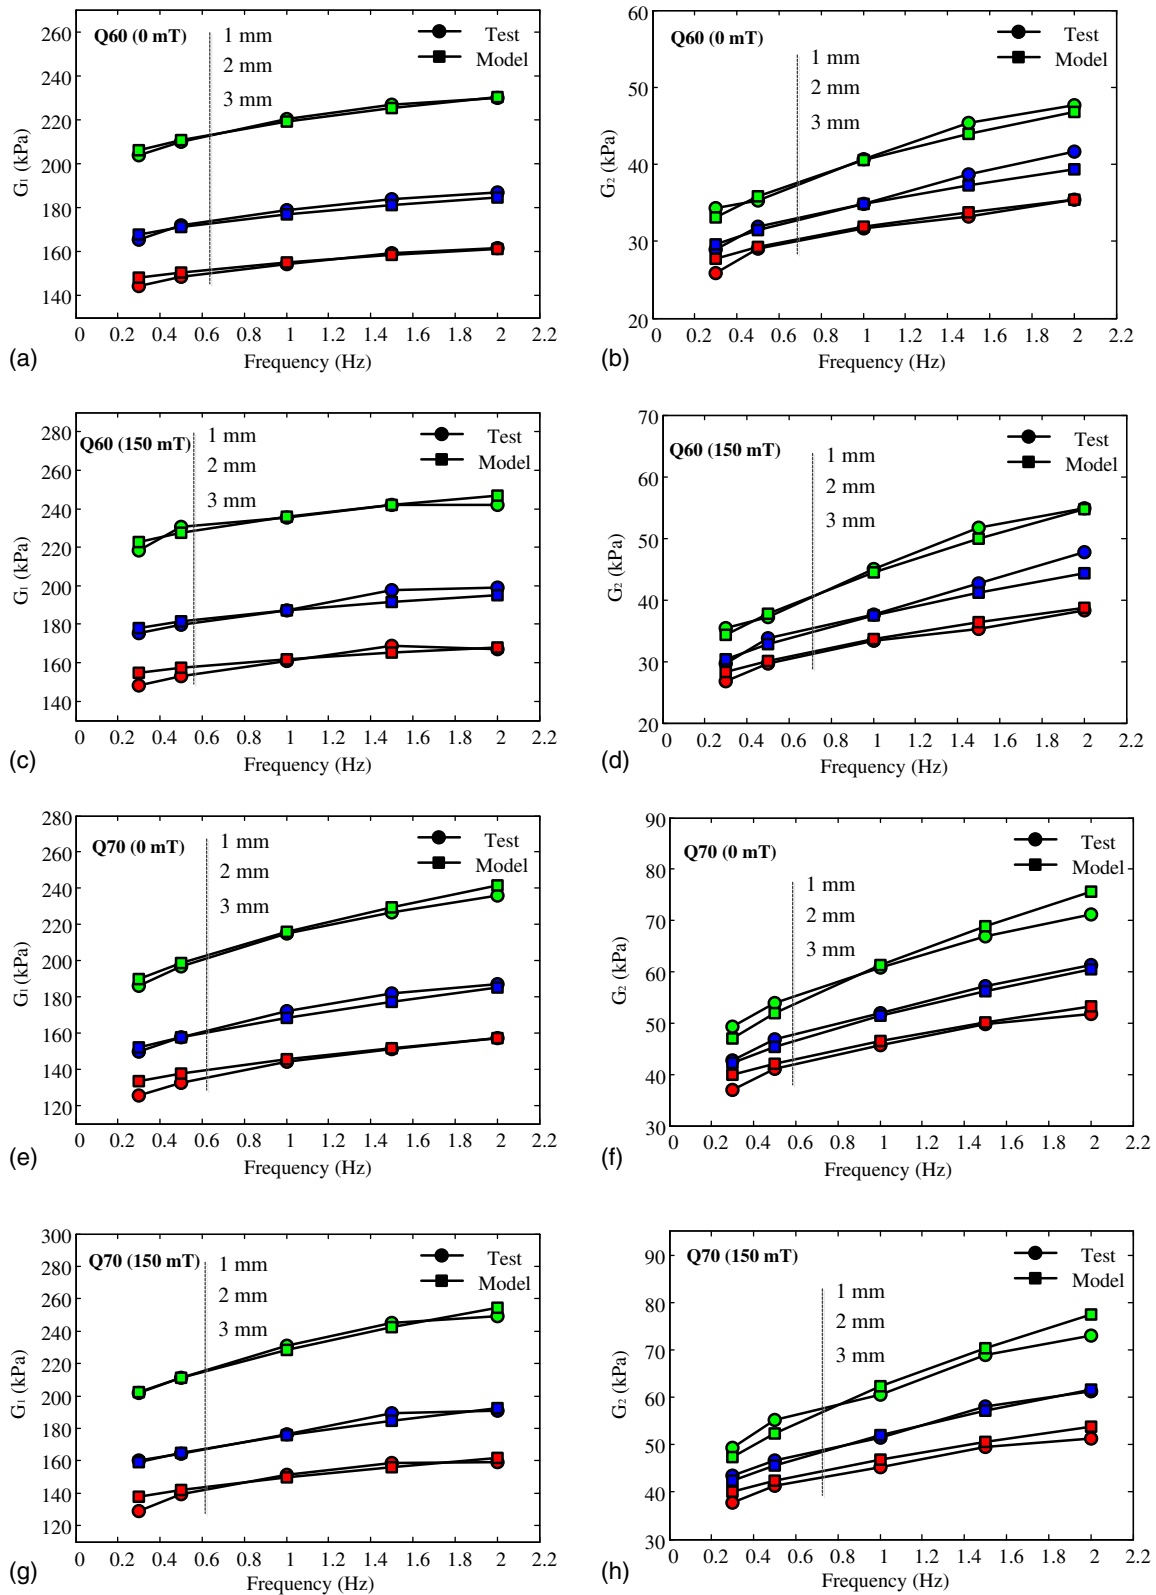 Q60 (0 mT)
1 mm
2 mm
3 mm
Test
Model
260
240
220
200
180
160
140
G1 (kPa)
0 0.2 0.4 0.6 0.8 1 1.2 1.4 1.6 1.8 2 2.2
Frequency (Hz)
(a)
Q60 (0 mT)
1 mm
2 mm
3 mm
Test
Model
60
50
40
30
20
G2 (kPa)
0 0.2 0.4 0.6 0.8 1 1.2 1.4 1.6 1.8 2 2.2
Frequency (Hz)
(b)
Q60 (150 mT)
1 mm
2 mm
3 mm
Test
Model
280
260
240
220
200
180
160
140
G1 (kPa)
0 0.2 0.4 0.6 0.8 1 1.2 1.4 1.6 1.8 2 2.2
Frequency (Hz)
(c)
Q60 (150 mT)
1 mm
2 mm
3 mm
Test
Model
70
60
50
40
30
20
G2 (kPa)
0 0.2 0.4 0.6 0.8 1 1.2 1.4 1.6 1.8 2 2.2
Frequency (Hz)
(d)
Q70 (0 mT)
1 mm
2 mm
3 mm
Test
Model
280
260
240
220
200
180
160
140
120
G1 (kPa)
0 0.2 0.4 0.6 0.8 1 1.2 1.4 1.6 1.8 2 2.2
Frequency (Hz)
(e)
Q70 (0 mT)
1 mm
2 mm
3 mm
Test
Model
90
80
70
60
50
40
30
G2 (kPa)
0 0.2 0.4 0.6 0.8 1 1.2 1.4 1.6 1.8 2 2.2
Frequency (Hz)
(f)
Q70 (150 mT)
1 mm
2 mm
3 mm
Test
Model
300
280
260
240
220
200
180
160
140
120
G1 (kPa)
0 0.2 0.4 0.6 0.8 1 1.2 1.4 1.6 1.8 2 2.2
Frequency (Hz)
(g)
Q70 (150 mT)
1 mm
2 mm
3 mm
Test
Model
90
80
70
60
50
40
30
G2 (kPa)
0 0.2 0.4 0.6 0.8 1 1.2 1.4 1.6 1.8 2 2.2
Frequency (Hz)
(h)